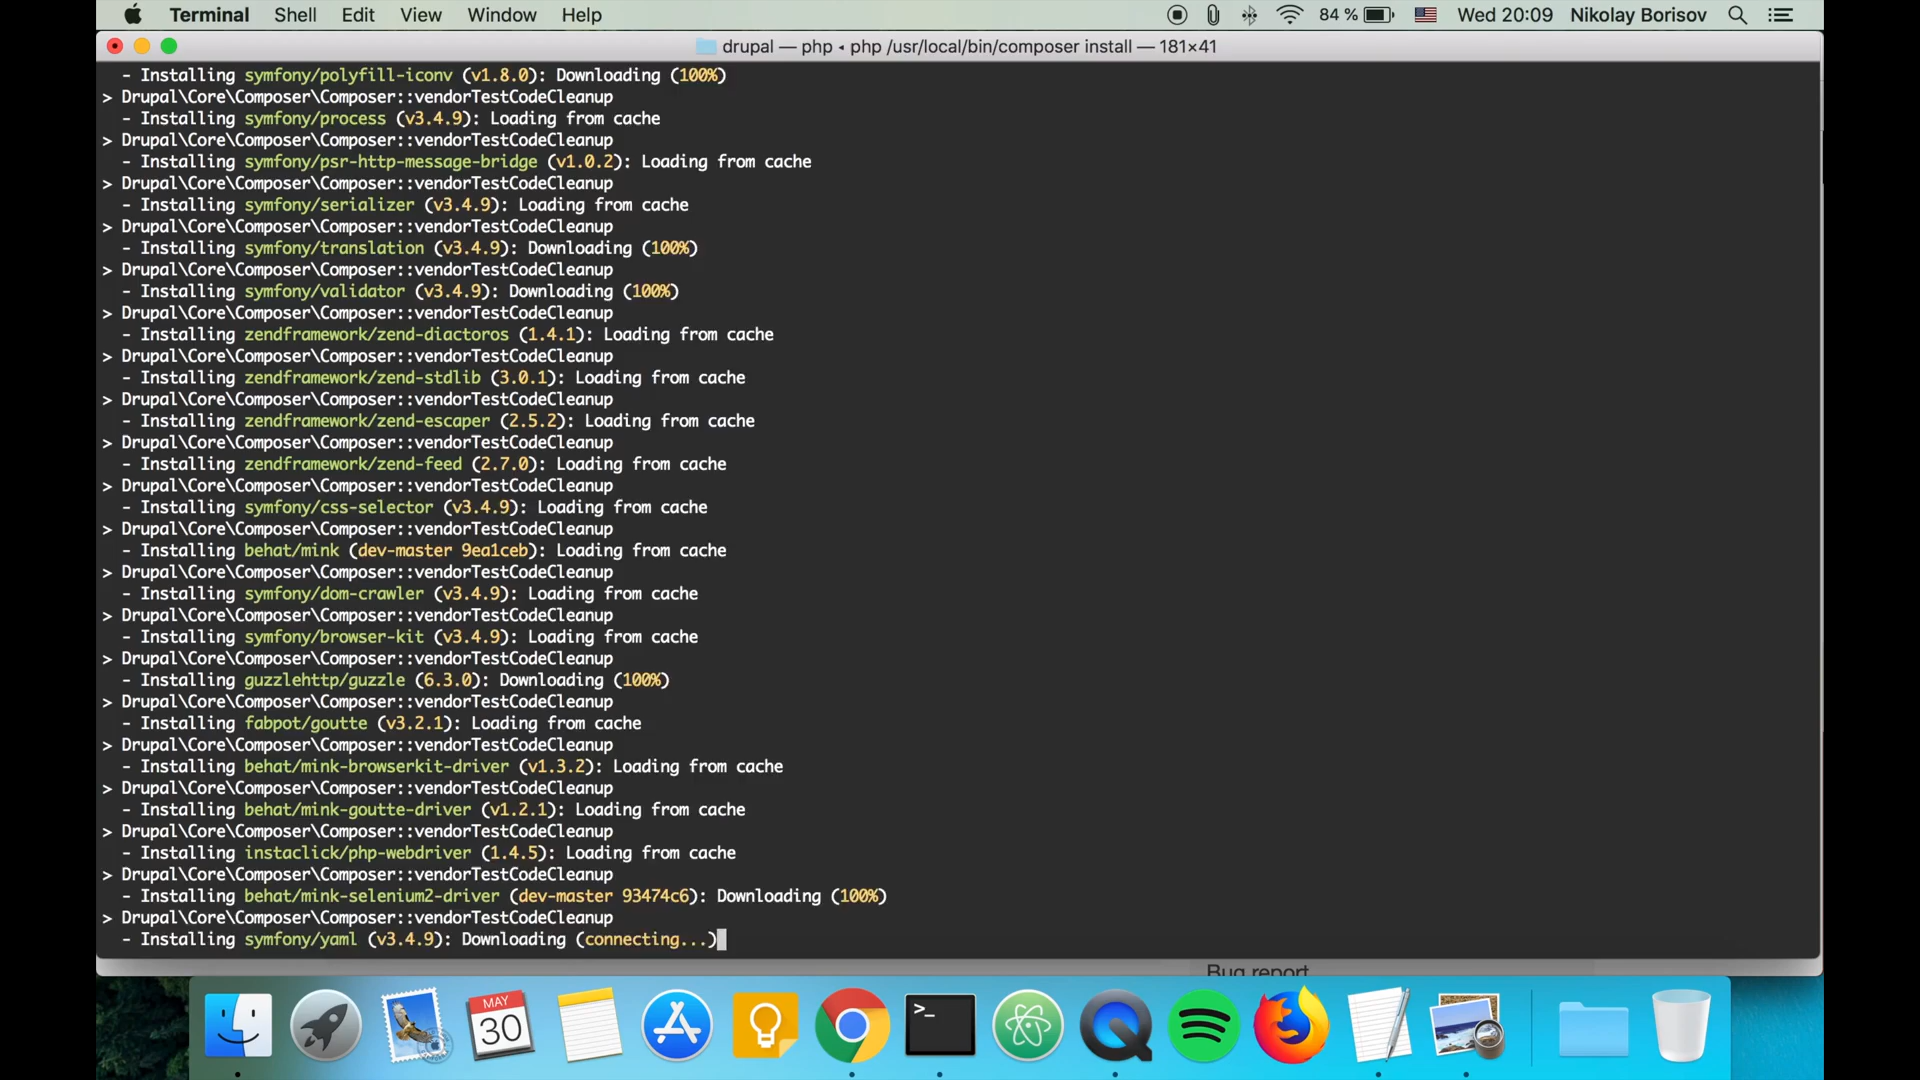 Terminal Shell Edit View Window Help 84 % Wed 20:09 Nikolay Borisov
drupal — php ◂ php /usr/local/bin/composer install — 181×41
- Installing symfony/polyfill-iconv (v1.8.0): Downloading (100%)
> Drupal\Core\Composer\Composer::vendorTestCodeCleanup
- Installing symfony/process (v3.4.9): Loading from cache
> Drupal\Core\Composer\Composer::vendorTestCodeCleanup
- Installing symfony/psr-http-message-bridge (v1.0.2): Loading from cache
> Drupal\Core\Composer\Composer::vendorTestCodeCleanup
- Installing symfony/serializer (v3.4.9): Loading from cache
> Drupal\Core\Composer\Composer::vendorTestCodeCleanup
- Installing symfony/translation (v3.4.9): Downloading (100%)
> Drupal\Core\Composer\Composer::vendorTestCodeCleanup
- Installing symfony/validator (v3.4.9): Downloading (100%)
> Drupal\Core\Composer\Composer::vendorTestCodeCleanup
- Installing zendframework/zend-diactoros (1.4.1): Loading from cache
> Drupal\Core\Composer\Composer::vendorTestCodeCleanup
- Installing zendframework/zend-stdlib (3.0.1): Loading from cache
> Drupal\Core\Composer\Composer::vendorTestCodeCleanup
- Installing zendframework/zend-escaper (2.5.2): Loading from cache
> Drupal\Core\Composer\Composer::vendorTestCodeCleanup
- Installing zendframework/zend-feed (2.7.0): Loading from cache
> Drupal\Core\Composer\Composer::vendorTestCodeCleanup
- Installing symfony/css-selector (v3.4.9): Loading from cache
> Drupal\Core\Composer\Composer::vendorTestCodeCleanup
- Installing behat/mink (dev-master 9ea1ceb): Loading from cache
> Drupal\Core\Composer\Composer::vendorTestCodeCleanup
- Installing symfony/dom-crawler (v3.4.9): Loading from cache
> Drupal\Core\Composer\Composer::vendorTestCodeCleanup
- Installing symfony/browser-kit (v3.4.9): Loading from cache
> Drupal\Core\Composer\Composer::vendorTestCodeCleanup
- Installing guzzlehttp/guzzle (6.3.0): Downloading (100%)
> Drupal\Core\Composer\Composer::vendorTestCodeCleanup
- Installing fabpot/goutte (v3.2.1): Loading from cache
> Drupal\Core\Composer\Composer::vendorTestCodeCleanup
- Installing behat/mink-browserkit-driver (v1.3.2): Loading from cache
> Drupal\Core\Composer\Composer::vendorTestCodeCleanup
- Installing behat/mink-goutte-driver (v1.2.1): Loading from cache
> Drupal\Core\Composer\Composer::vendorTestCodeCleanup
- Installing instaclick/php-webdriver (1.4.5): Loading from cache
> Drupal\Core\Composer\Composer::vendorTestCodeCleanup
- Installing behat/mink-selenium2-driver (dev-master 93474c6): Downloading (100%)
> Drupal\Core\Composer\Composer::vendorTestCodeCleanup
- Installing symfony/yaml (v3.4.9): Downloading (connecting...)
Bug report
MAY
30
>_